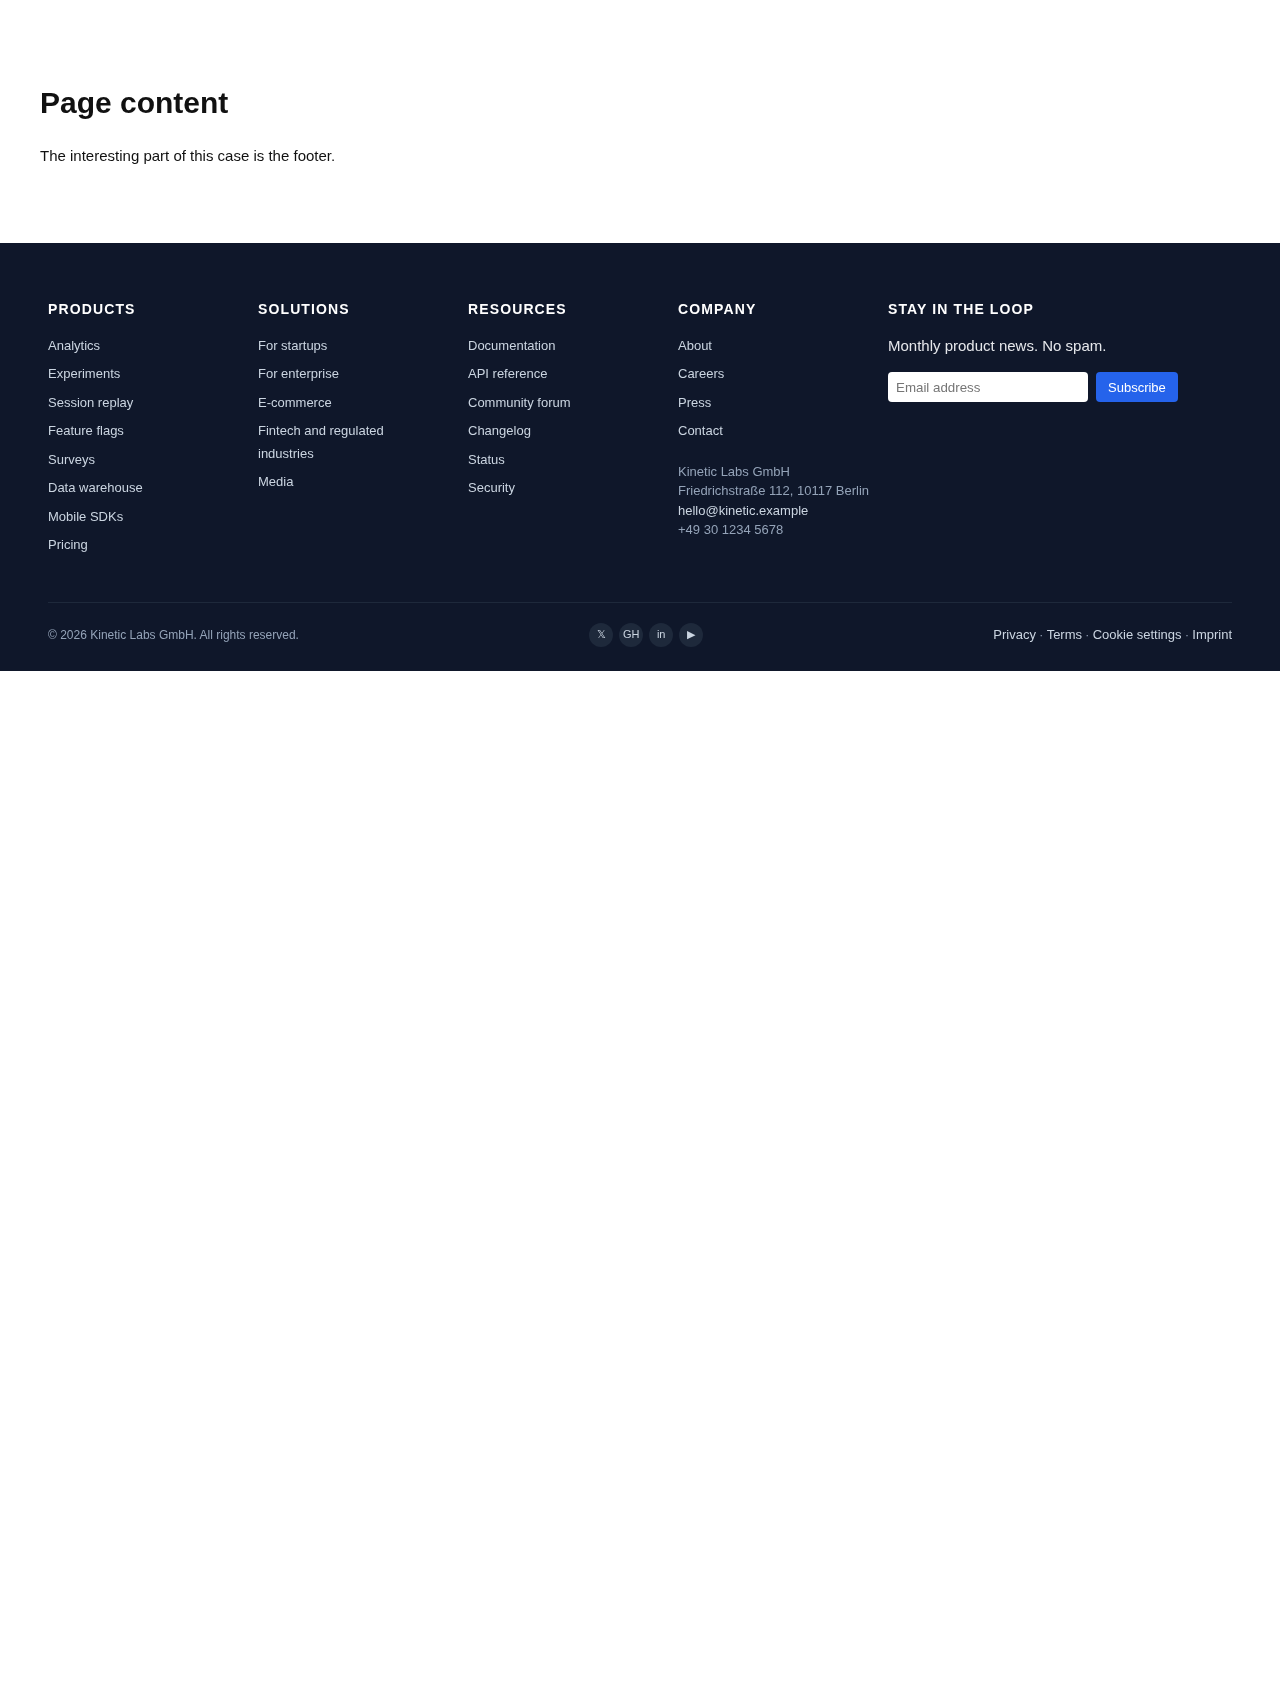 Page content
The interesting part of this case is the footer.
PRODUCTS
Analytics
Experiments
Session replay
Feature flags
Surveys
Data warehouse
Mobile SDKs
Pricing
SOLUTIONS
For startups
For enterprise
E-commerce
Fintech and regulated
industries
Media
RESOURCES
Documentation
API reference
Community forum
Changelog
Status
Security
COMPANY
About
Careers
Press
Contact
Kinetic Labs GmbH
Friedrichstraße 112, 10117 Berlin
hello@kinetic.example
+49 30 1234 5678
STAY IN THE LOOP
Monthly product news. No spam.
Email address
Subscribe
© 2026 Kinetic Labs GmbH. All rights reserved.
𝕏 GH in ▶
Privacy · Terms · Cookie settings · Imprint